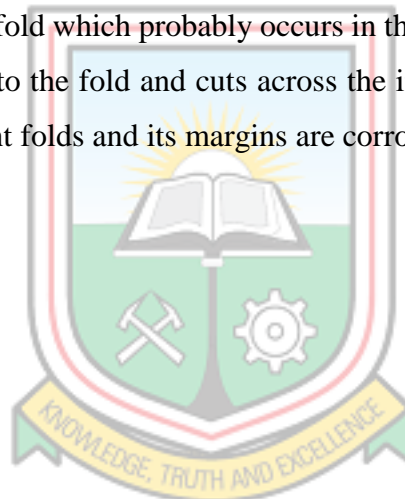 fold which probably occurs in th
to the fold and cuts across the i
nt folds and its margins are corro
KNOWLEDGE, TRUTH AND EXCELLENCE